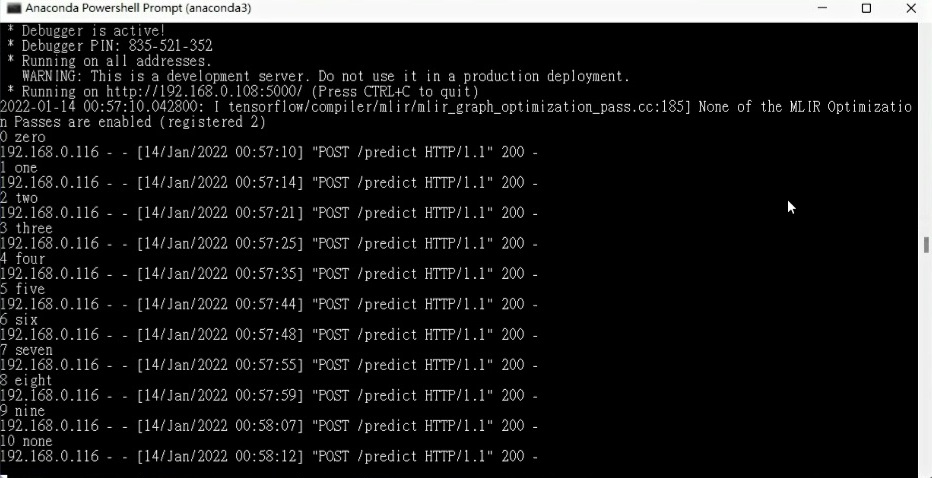 Anaconda Powershell Prompt (anaconda3)
* Debugger is active!
* Debugger PIN: 835-521-352
* Running on all addresses.
WARNING: This is a development server. Do not use it in a production deployment.
* Running on http://192.168.0.108:5000/ (Press CTRL+C to quit)
2022-01-14 00:57:10.042800: I tensorflow/compiler/mlir/mlir_graph_optimization_pass.cc:185] None of the MLIR Optimizatio
n Passes are enabled (registered 2)
0 zero
192.168.0.116 - - [14/Jan/2022 00:57:10] "POST /predict HTTP/1.1" 200 -
1 one
192.168.0.116 - - [14/Jan/2022 00:57:14] "POST /predict HTTP/1.1" 200 -
2 two
192.168.0.116 - - [14/Jan/2022 00:57:21] "POST /predict HTTP/1.1" 200 -
3 three
192.168.0.116 - - [14/Jan/2022 00:57:25] "POST /predict HTTP/1.1" 200 -
4 four
192.168.0.116 - - [14/Jan/2022 00:57:35] "POST /predict HTTP/1.1" 200 -
5 five
192.168.0.116 - - [14/Jan/2022 00:57:44] "POST /predict HTTP/1.1" 200 -
6 six
192.168.0.116 - - [14/Jan/2022 00:57:48] "POST /predict HTTP/1.1" 200 -
7 seven
192.168.0.116 - - [14/Jan/2022 00:57:55] "POST /predict HTTP/1.1" 200 -
8 eight
192.168.0.116 - - [14/Jan/2022 00:57:59] "POST /predict HTTP/1.1" 200 -
9 nine
192.168.0.116 - - [14/Jan/2022 00:58:07] "POST /predict HTTP/1.1" 200 -
10 none
192.168.0.116 - - [14/Jan/2022 00:58:12] "POST /predict HTTP/1.1" 200 -